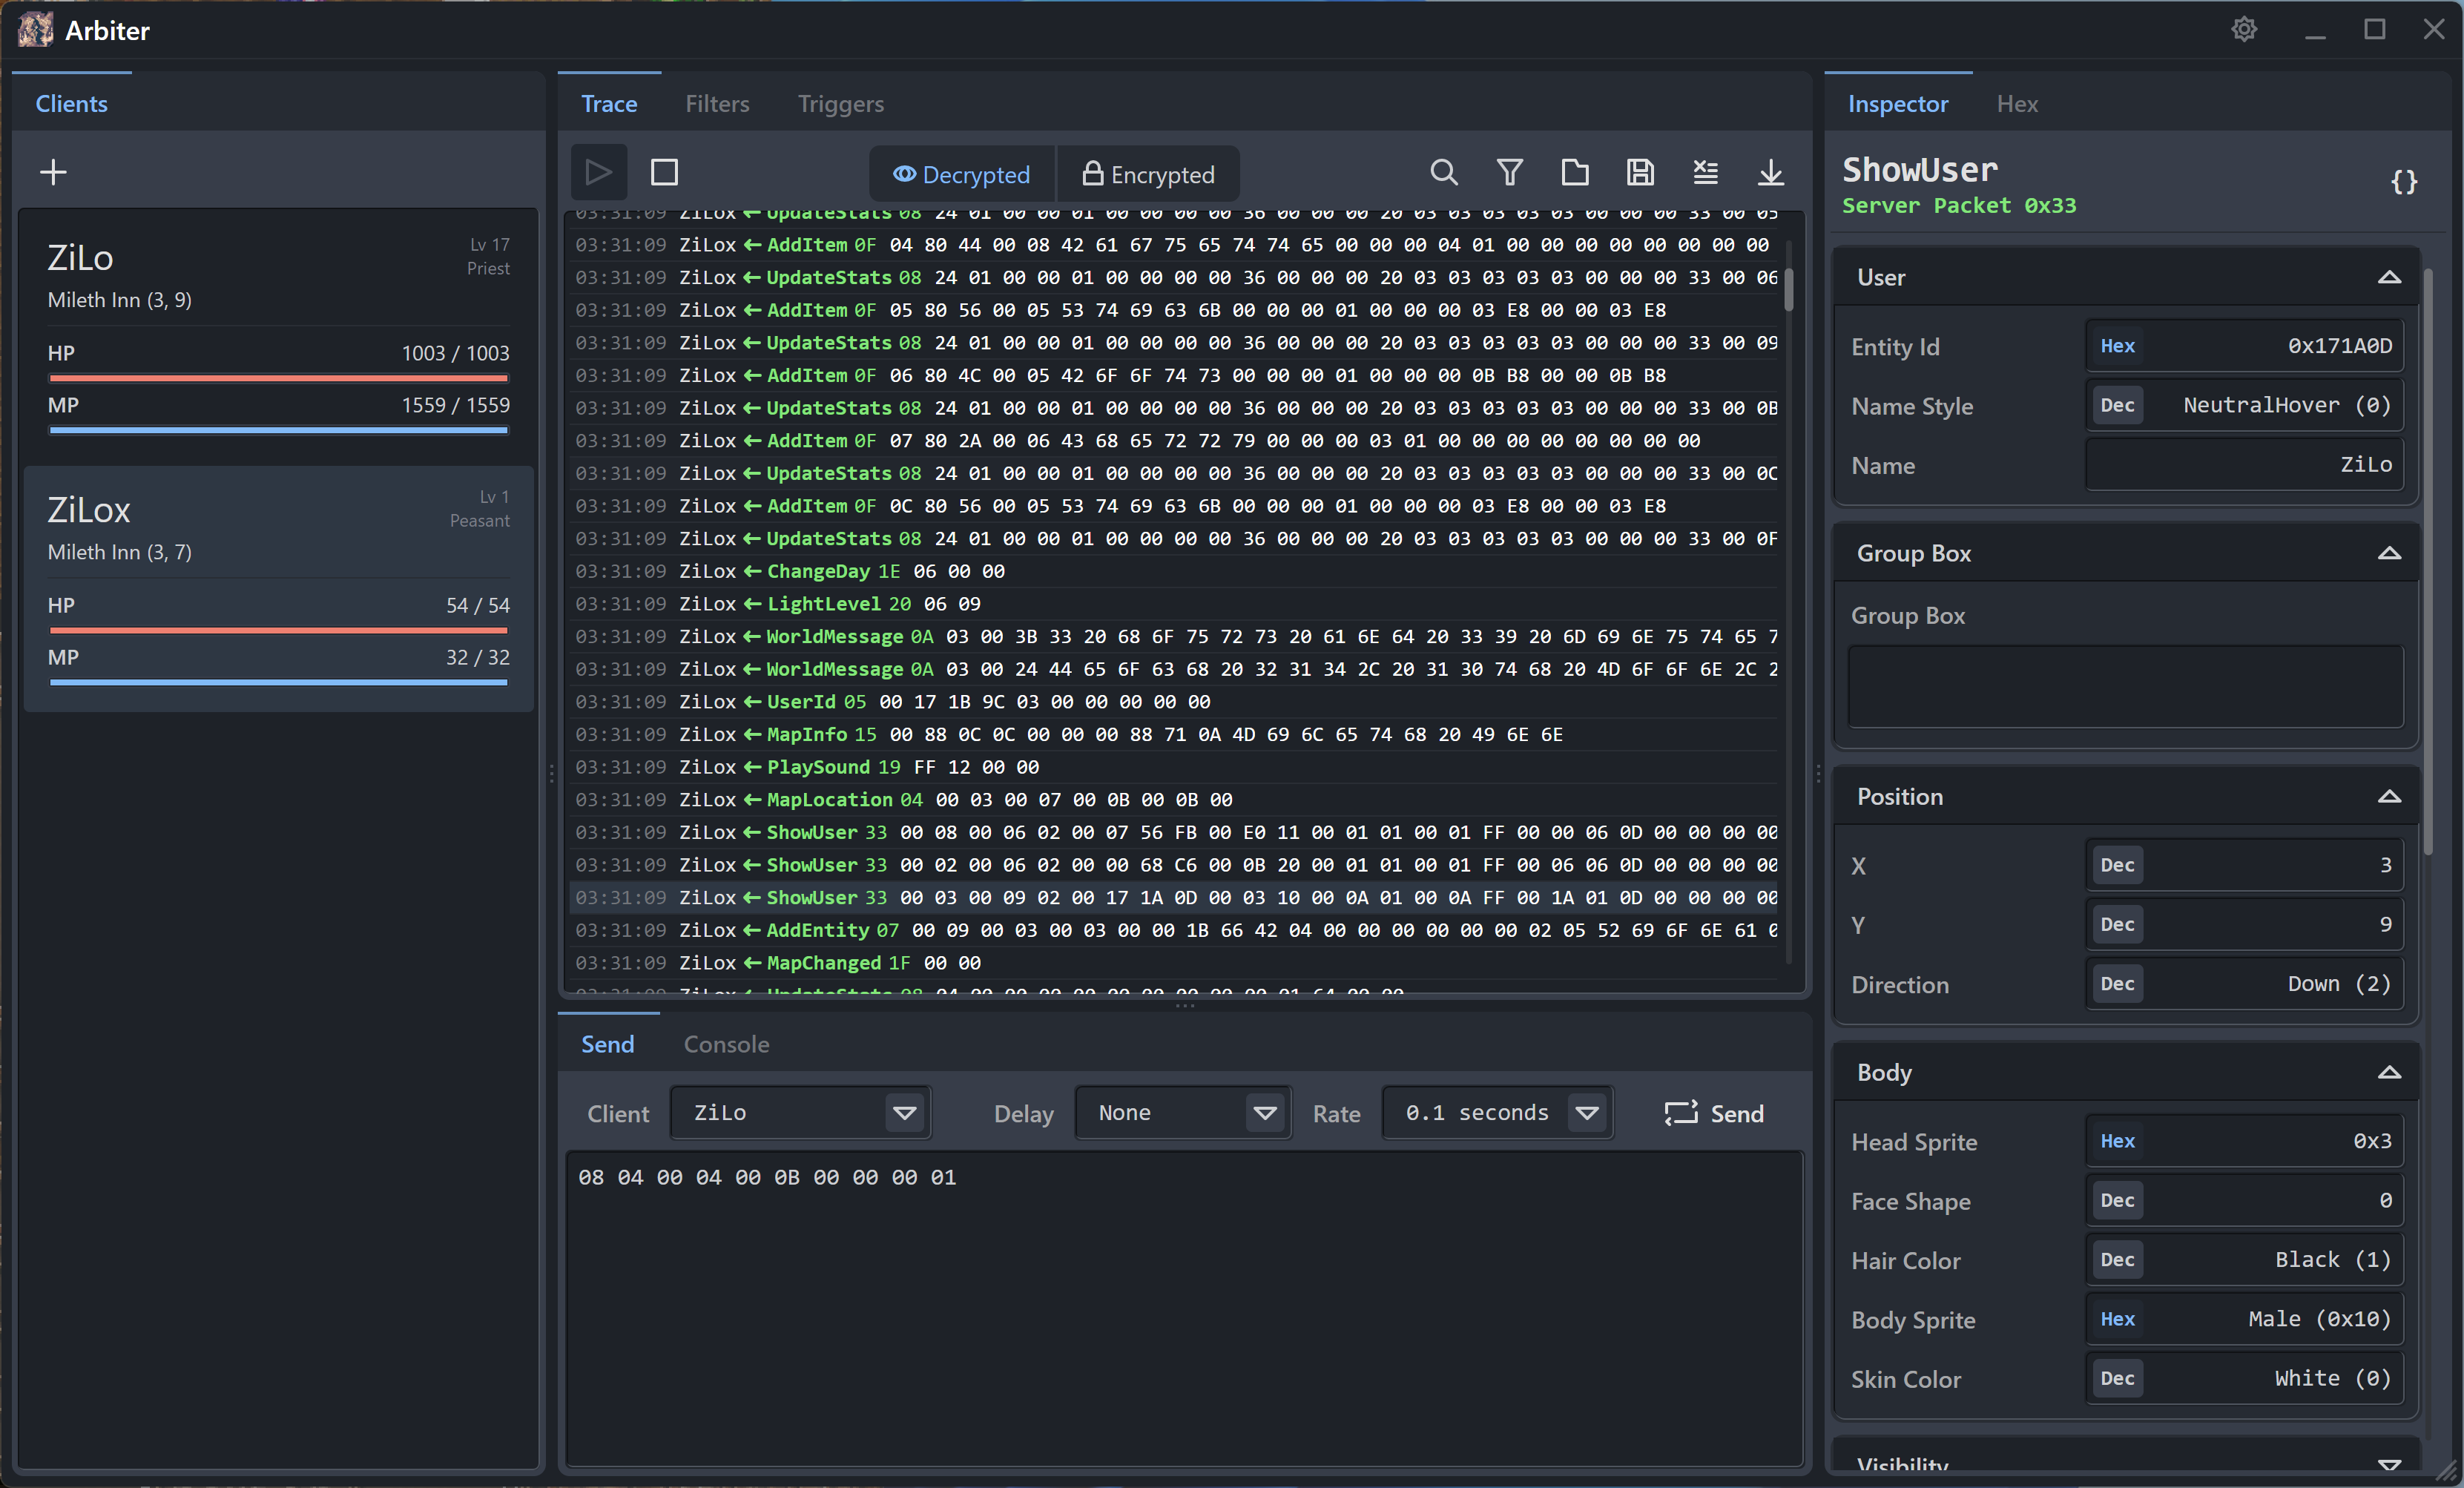 Arbiter
Clients
ZiLo
Lv 17
Priest
Mileth Inn (3, 9)
HP 1003 / 1003
MP 1559 / 1559
ZiLox
Lv 1
Peasant
Mileth Inn (3, 7)
HP 54 / 54
MP 32 / 32
Trace Filters Triggers
Decrypted Encrypted
03:31:09 ZiLox ← UpdateStats 08 24 01 00 00 01 00 00 00 00 36 00 00 00 20 03 03 03 03 03 00 00 00 33 00 05
03:31:09 ZiLox ← AddItem 0F 04 80 44 00 08 42 61 67 75 65 74 74 65 00 00 00 04 01 00 00 00 00 00 00 00 00
03:31:09 ZiLox ← UpdateStats 08 24 01 00 00 01 00 00 00 00 36 00 00 00 20 03 03 03 03 03 00 00 00 33 00 06
03:31:09 ZiLox ← AddItem 0F 05 80 56 00 05 53 74 69 63 6B 00 00 00 01 00 00 00 03 E8 00 00 03 E8
03:31:09 ZiLox ← UpdateStats 08 24 01 00 00 01 00 00 00 00 36 00 00 00 20 03 03 03 03 03 00 00 00 33 00 09
03:31:09 ZiLox ← AddItem 0F 06 80 4C 00 05 42 6F 6F 74 73 00 00 00 01 00 00 00 0B B8 00 00 0B B8
03:31:09 ZiLox ← UpdateStats 08 24 01 00 00 01 00 00 00 00 36 00 00 00 20 03 03 03 03 03 00 00 00 33 00 0B
03:31:09 ZiLox ← AddItem 0F 07 80 2A 00 06 43 68 65 72 72 79 00 00 00 03 01 00 00 00 00 00 00 00 00
03:31:09 ZiLox ← UpdateStats 08 24 01 00 00 01 00 00 00 00 36 00 00 00 20 03 03 03 03 03 00 00 00 33 00 0C
03:31:09 ZiLox ← AddItem 0F 0C 80 56 00 05 53 74 69 63 6B 00 00 00 01 00 00 00 03 E8 00 00 03 E8
03:31:09 ZiLox ← UpdateStats 08 24 01 00 00 01 00 00 00 00 36 00 00 00 20 03 03 03 03 03 00 00 00 33 00 0F
03:31:09 ZiLox ← ChangeDay 1E 06 00 00
03:31:09 ZiLox ← LightLevel 20 06 09
03:31:09 ZiLox ← WorldMessage 0A 03 00 3B 33 20 68 6F 75 72 73 20 61 6E 64 20 33 39 20 6D 69 6E 75 74 65 7
03:31:09 ZiLox ← WorldMessage 0A 03 00 24 44 65 6F 63 68 20 32 31 34 2C 20 31 30 74 68 20 4D 6F 6F 6E 2C 2
03:31:09 ZiLox ← UserId 05 00 17 1B 9C 03 00 00 00 00 00
03:31:09 ZiLox ← MapInfo 15 00 88 0C 0C 00 00 00 88 71 0A 4D 69 6C 65 74 68 20 49 6E 6E
03:31:09 ZiLox ← PlaySound 19 FF 12 00 00
03:31:09 ZiLox ← MapLocation 04 00 03 00 07 00 0B 00 0B 00
03:31:09 ZiLox ← ShowUser 33 00 08 00 06 02 00 07 56 FB 00 E0 11 00 01 01 00 01 FF 00 00 06 0D 00 00 00 00
03:31:09 ZiLox ← ShowUser 33 00 02 00 06 02 00 00 68 C6 00 0B 20 00 01 01 00 01 FF 00 06 06 0D 00 00 00 00
03:31:09 ZiLox ← ShowUser 33 00 03 00 09 02 00 17 1A 0D 00 03 10 00 0A 01 00 0A FF 00 1A 01 0D 00 00 00 00
03:31:09 ZiLox ← AddEntity 07 00 09 00 03 00 03 00 00 1B 66 42 04 00 00 00 00 00 00 02 05 52 69 6F 6E 61 0
03:31:09 ZiLox ← MapChanged 1F 00 00
03:31:09 ZiLox ← UpdateStats 08 04 00 00 00 00 00 00 00 00 00 01 64 00 00
Send Console
Client ZiLo Delay None Rate 0.1 seconds Send
08 04 00 04 00 0B 00 00 00 01
Inspector Hex
ShowUser
Server Packet 0x33
{}
User
Entity Id Hex 0x171A0D
Name Style Dec NeutralHover (0)
Name ZiLo
Group Box
Group Box
Position
X Dec 3
Y Dec 9
Direction Dec Down (2)
Body
Head Sprite Hex 0x3
Face Shape Dec 0
Hair Color Dec Black (1)
Body Sprite Hex Male (0x10)
Skin Color Dec White (0)
Visibility